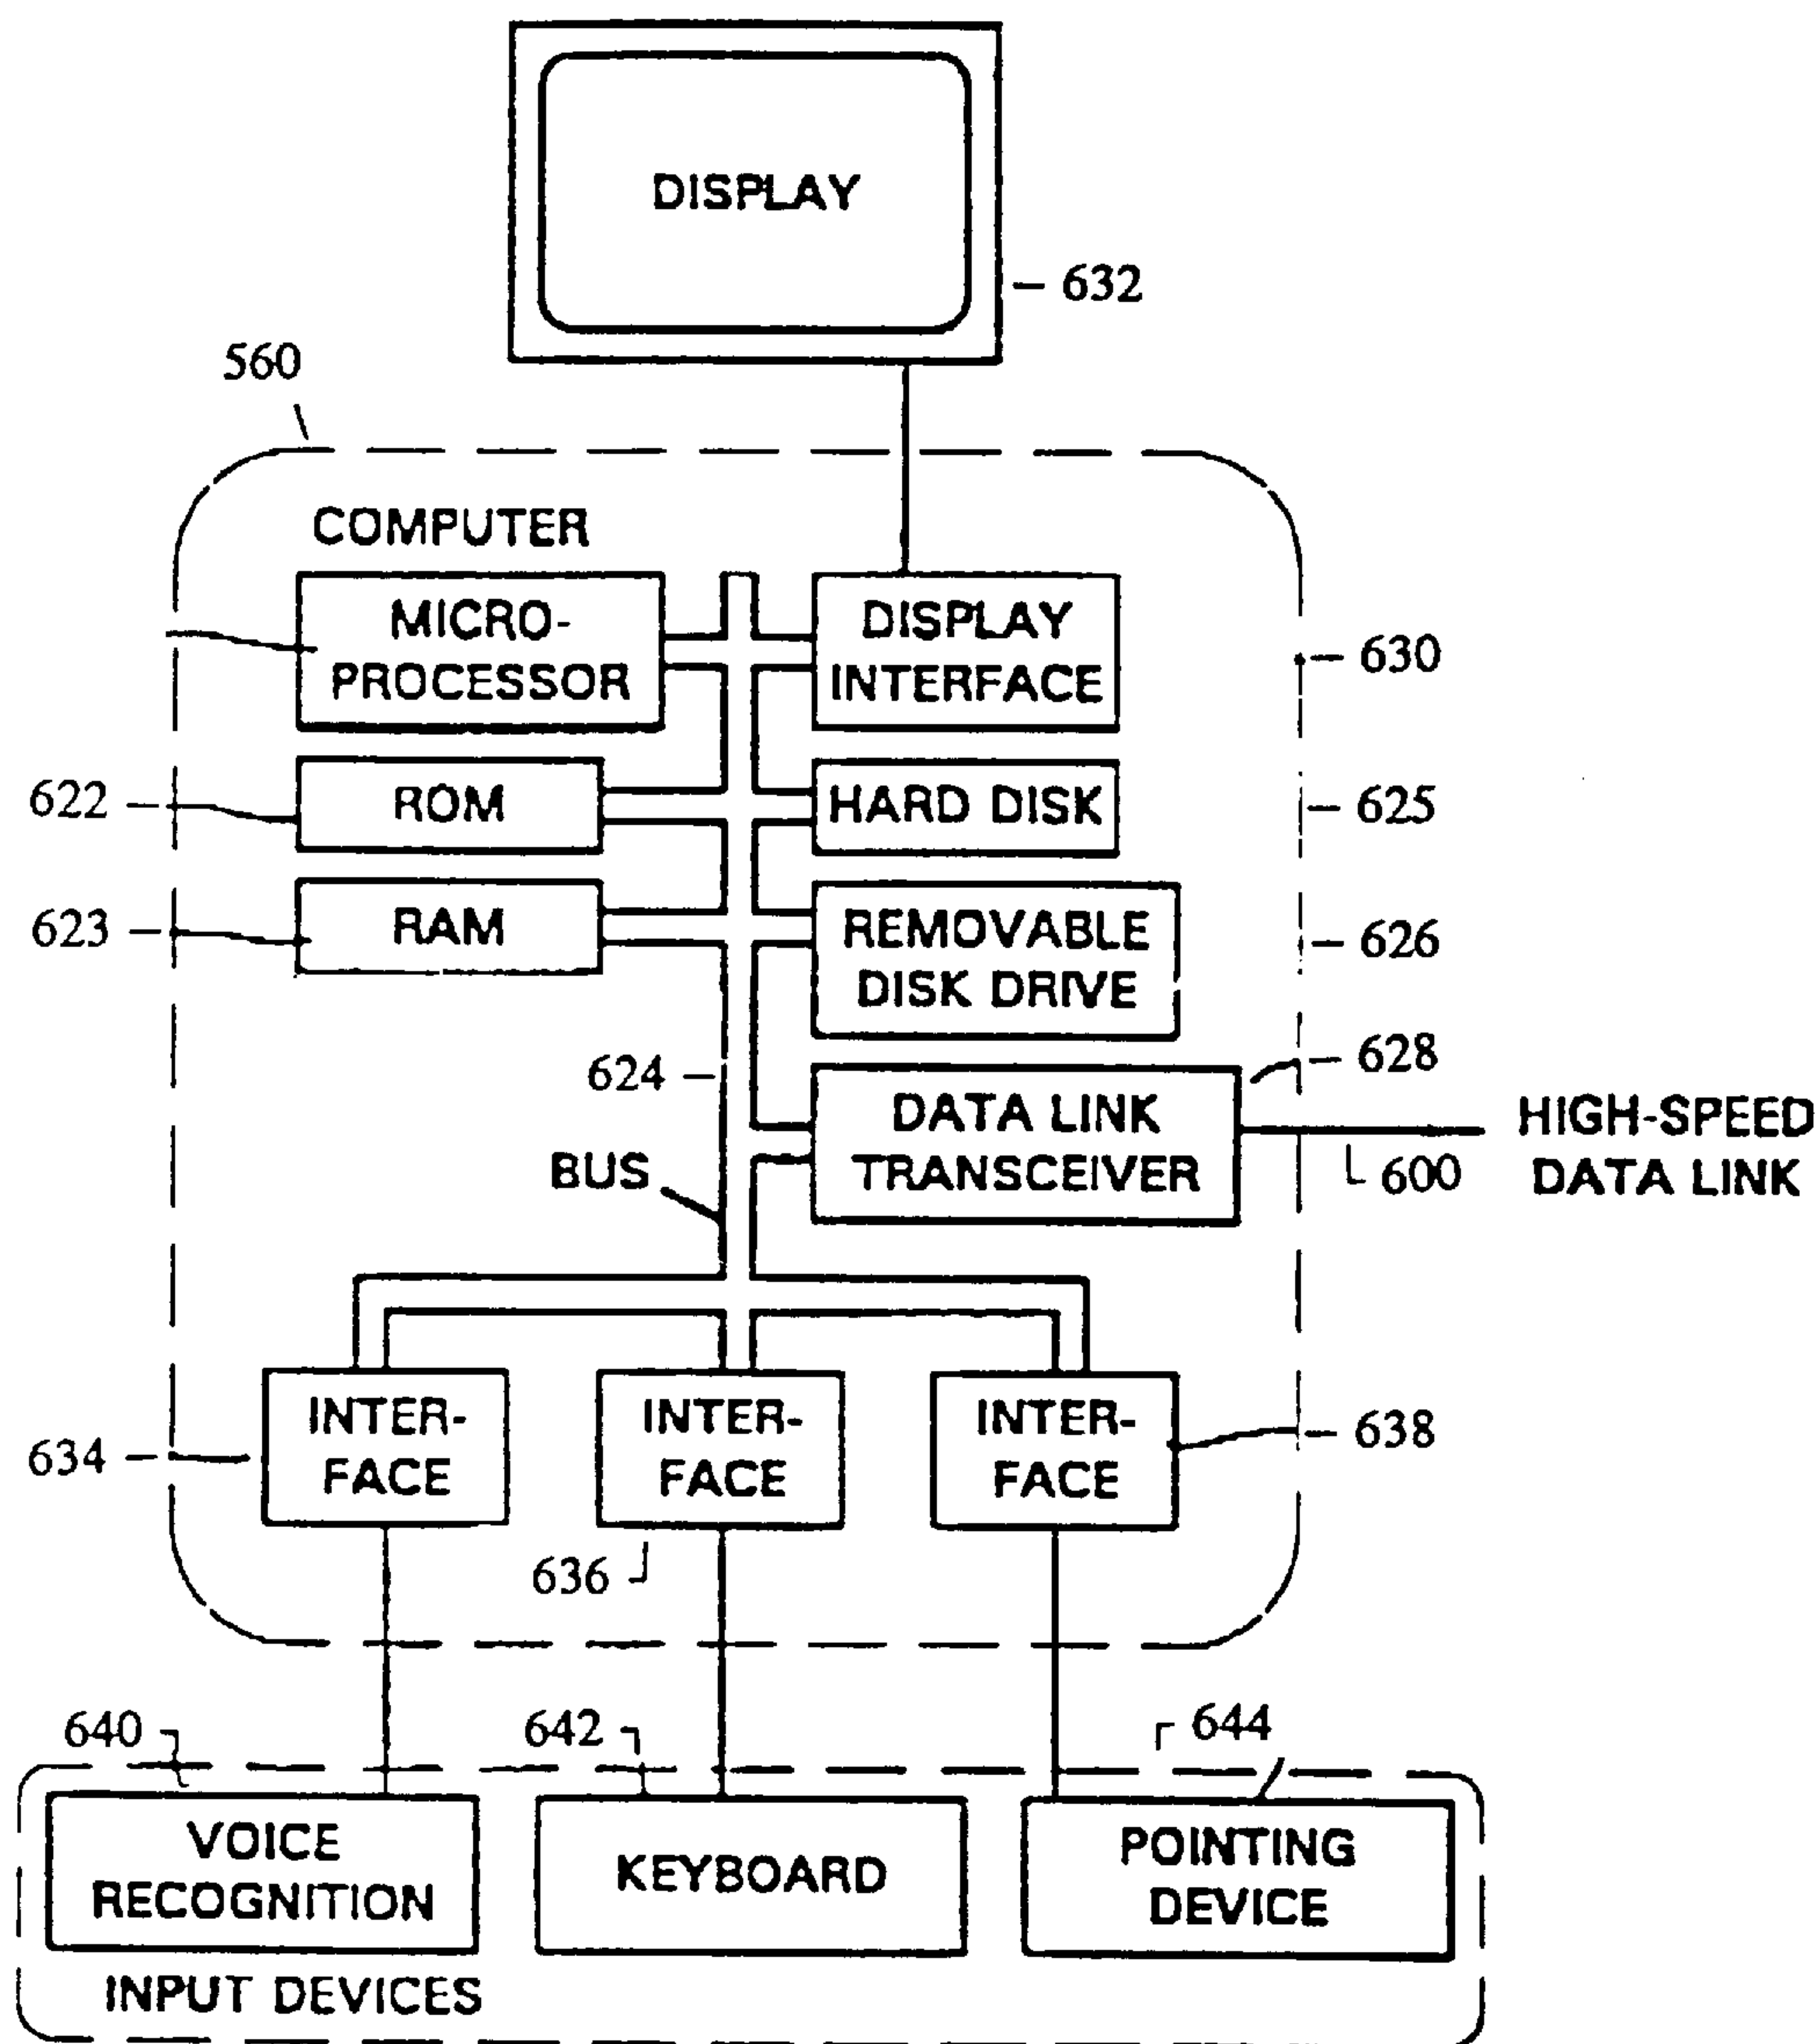 DISPLAY
632
560
COMPUTER
MICRO-
PROCESSOR
DISPLAY
INTERFACE
630
622
ROM
HARD DISK
625
623
RAM
REMOVABLE
DISK DRIVE
626
624
628
DATA LINK
TRANSCEIVER
HIGH-SPEED
DATA LINK
600
BUS
634
INTER-
FACE
INTER-
FACE
INTER-
FACE
638
636
640
642
644
VOICE
RECOGNITION
KEYBOARD
POINTING
DEVICE
INPUT DEVICES